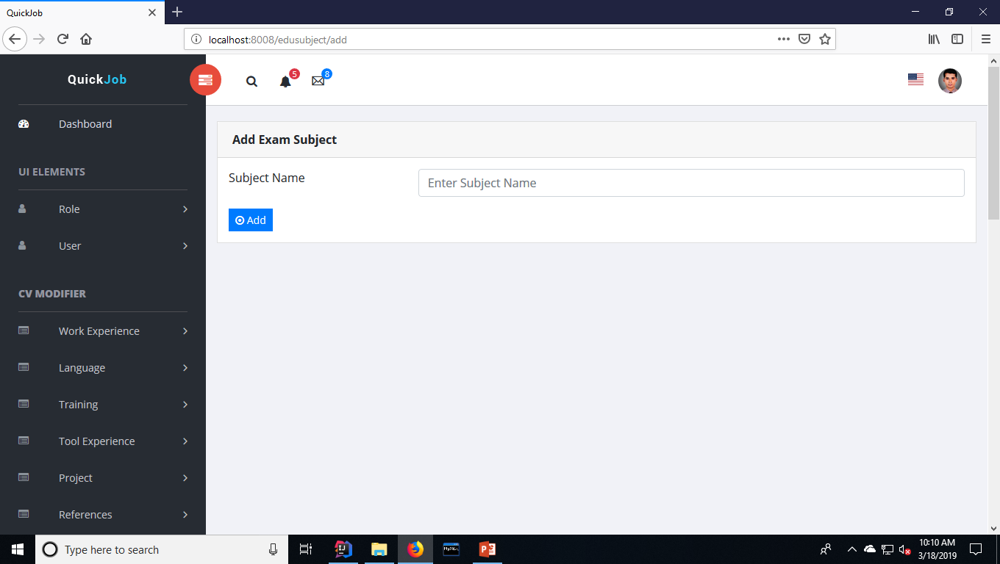 QuickJob
localhost:8008/edusubject/add
QuickJob
5
8
Dashboard
UI ELEMENTS
Role
User
CV MODIFIER
Work Experience
Language
Training
Tool Experience
Project
References
Add Exam Subject
Subject Name
Enter Subject Name
Add
Type here to search
IJ
MySQL
P
10:10 AM
3/18/2019